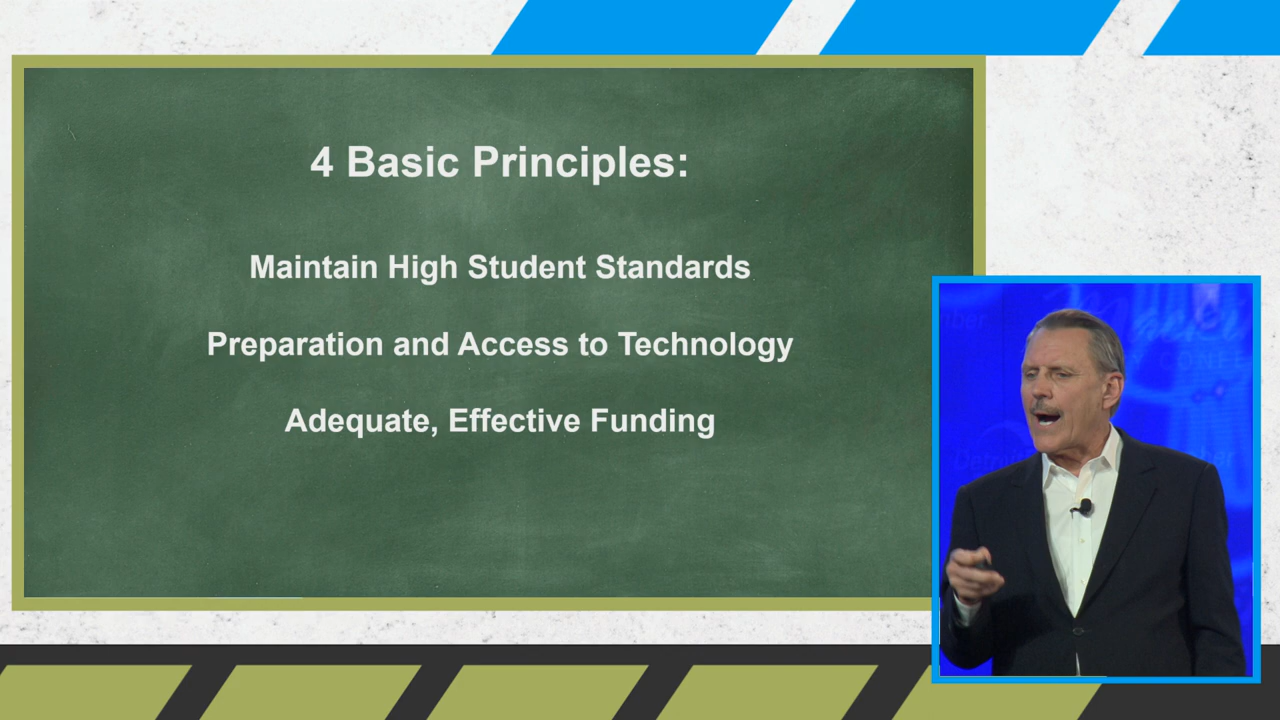 4 Basic Principles:
Maintain High Student Standards
Preparation and Access to Technology
Adequate, Effective Funding